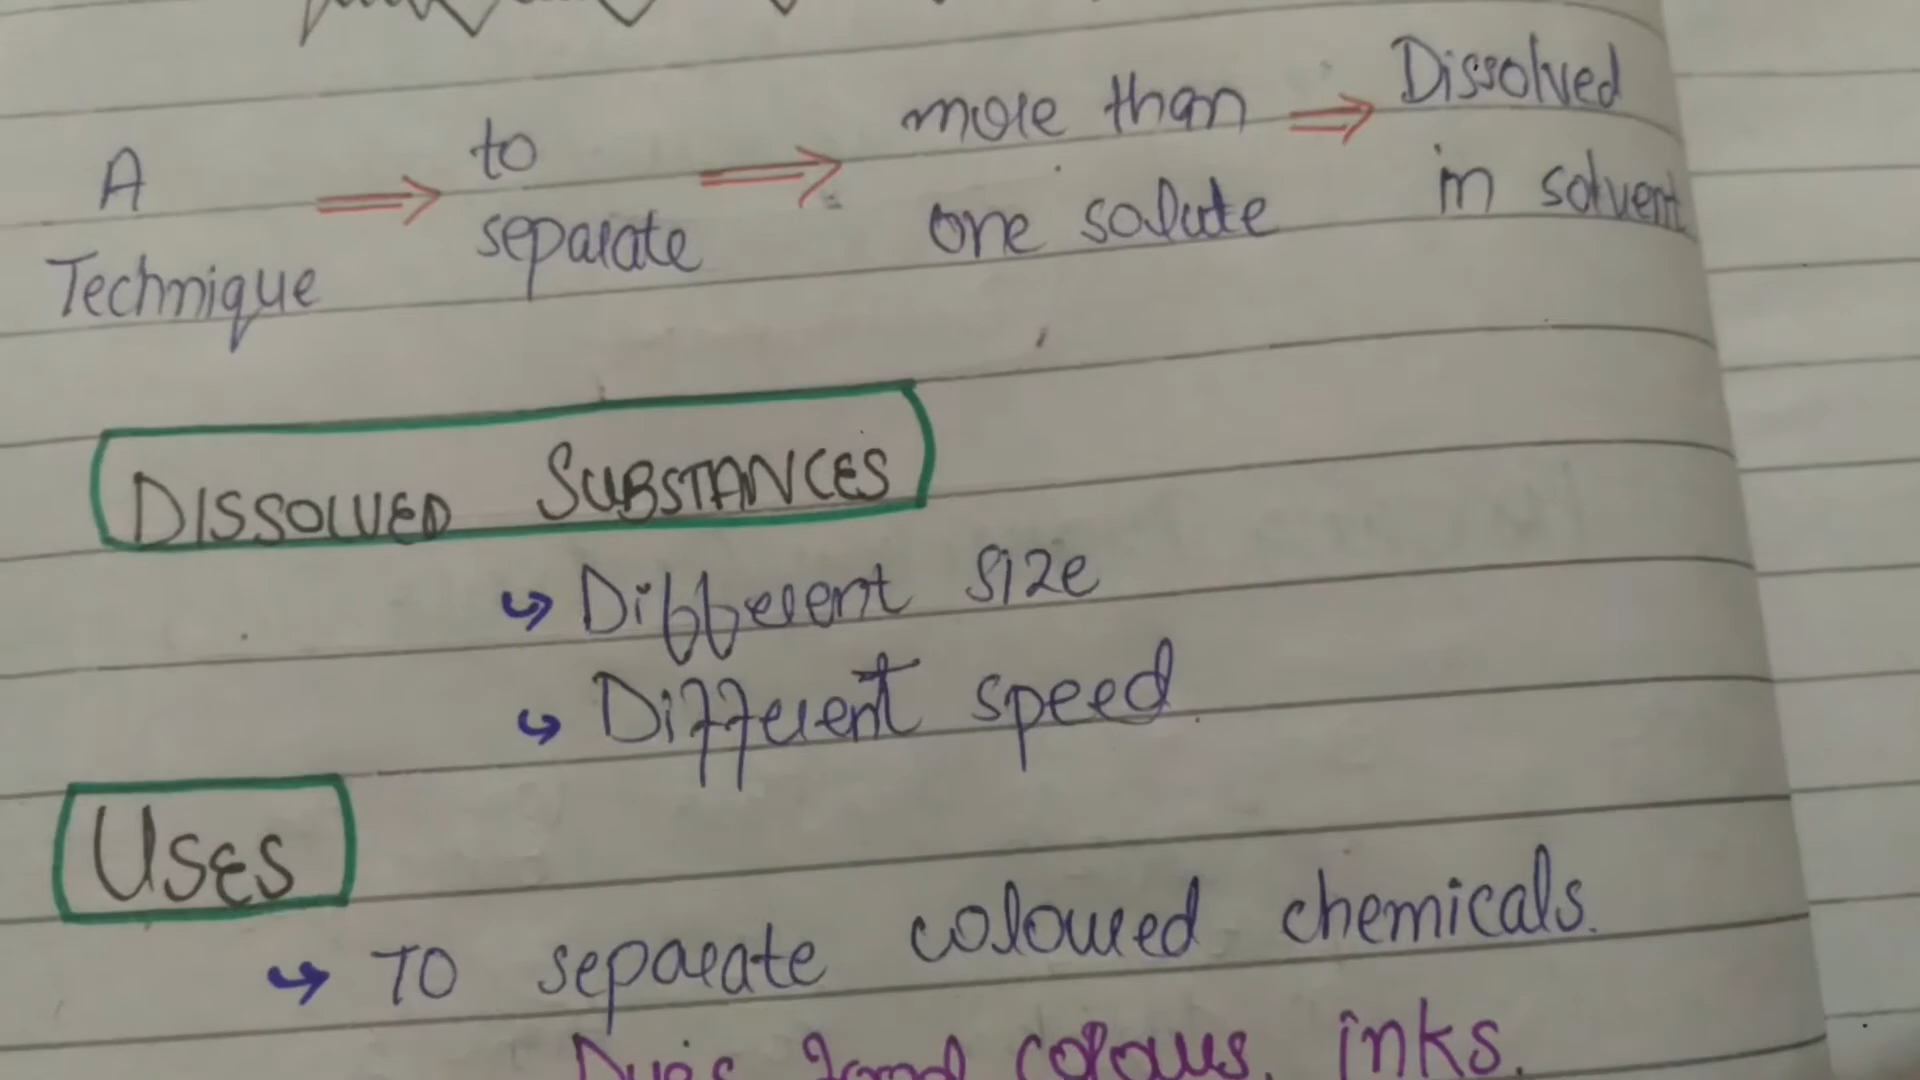 A to more than Dissolved
Technique separate one solute in solvent
DISSOLVED SUBSTANCES
Different size
Different speed
USES
TO separate coloured chemicals.
colours, inks.